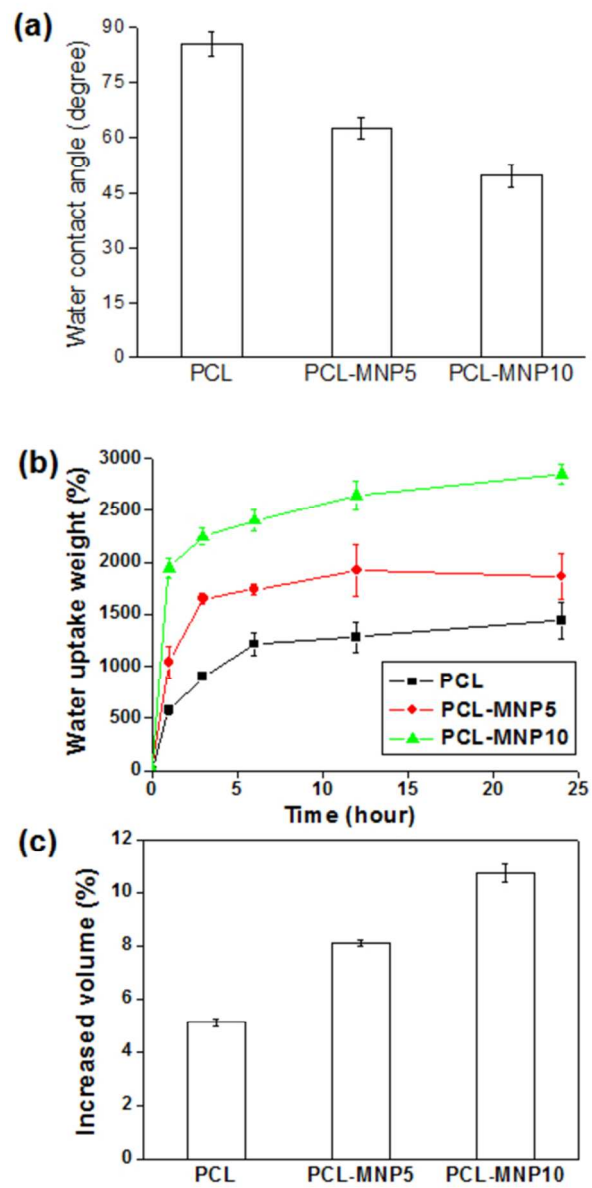 (a)
Water contact angle (degree)
90
75
60
45
30
15
0
PCL PCL-MNP5 PCL-MNP10
(b)
Water uptake weight (%)
3000
2500
2000
1500
1000
500
0
PCL
PCL-MNP5
PCL-MNP10
0 5 10 15 20 25
Time (hour)
(c)
Increased volume (%)
12
10
8
6
4
2
0
PCL PCL-MNP5 PCL-MNP10